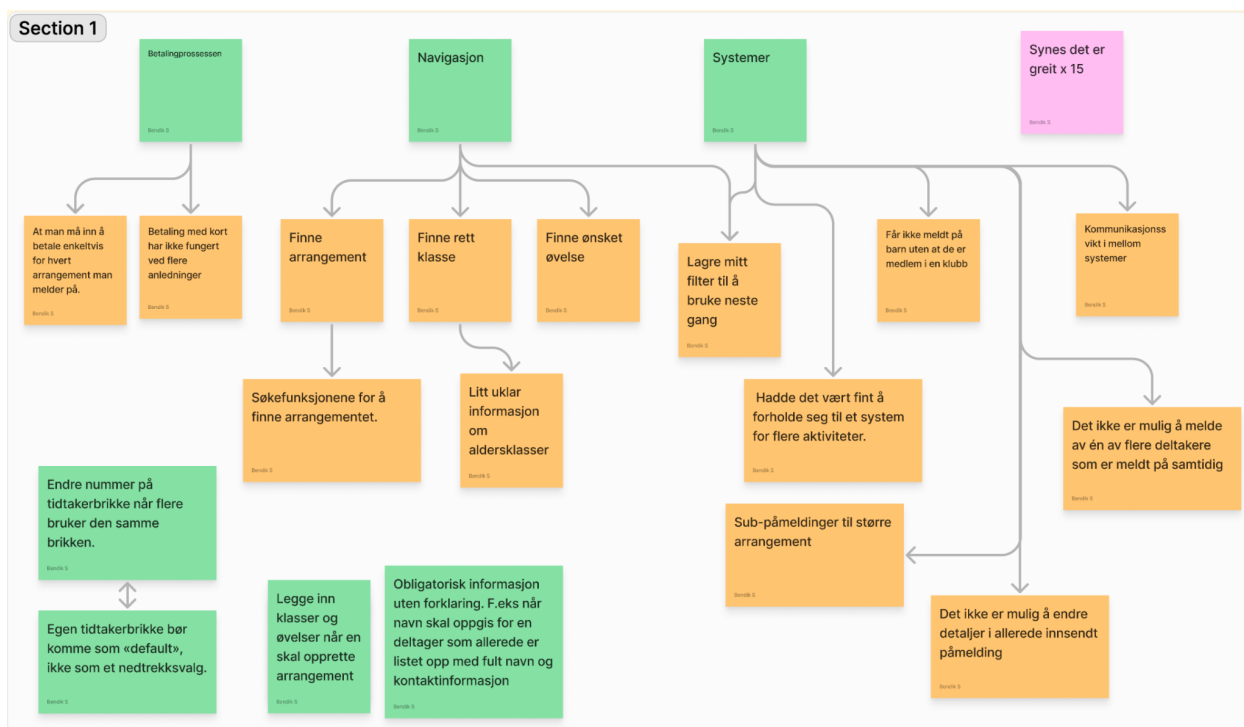 Section 1
Betalingprossessen
Bendik S
Navigasjon
Bendik S
Systemer
Bendik S
Synes det er
greit x 15
Bendik S
At man må inn å
betale enkeltvis
for hvert
arrangement man
melder på.
Bendik S
Betaling med kort
har ikke fungert
ved flere
anledninger
Bendik S
Finne
arrangement
Bendik S
Finne rett
klasse
Bendik S
Finne ønsket
øvelse
Bendik S
Lagre mitt
filter til å
bruke neste
gang
Bendik S
Får ikke meldt på
barn uten at de er
medlem i en klubb
Bendik S
Kommunikasjonss
vikt i mellom
systemer
Bendik S
Søkefunksjonene for å
finne arrangementet.
Bendik S
Litt uklar
informasjon
om
aldersklasser
Bendik S
Hadde det vært fint å
forholde seg til et system
for flere aktiviteter.
Bendik S
Det ikke er mulig å melde
av én av flere deltakere
som er meldt på samtidig
Bendik S
Endre nummer på
tidtakerbrikke når flere
bruker den samme
brikken.
Bendik S
Sub-påmeldinger til større
arrangement
Bendik S
Egen tidtakerbrikke bør
komme som «default»,
ikke som et nedtrekksvalg.
Bendik S
Legge inn
klasser og
øvelser når en
skal opprette
arrangement
Bendik S
Obligatorisk informasjon
uten forklaring. F.eks når
navn skal oppgis for en
deltager som allerede er
listet opp med fult navn og
kontaktinformasjon
Bendik S
Det ikke er mulig å endre
detaljer i allerede innsendt
påmelding
Bendik S